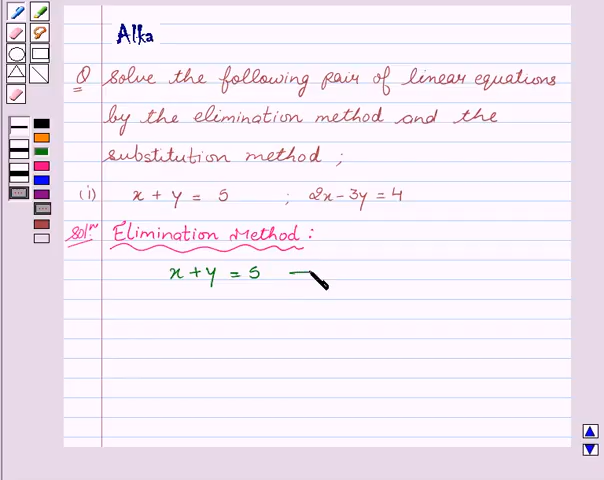 Alka
Q Solve the following pair of linear equations
by the elimination method and the
substitution method ;
(i) x + y = 5 ; 2x - 3y = 4
Solⁿ Elimination Method :
x + y = 5 —